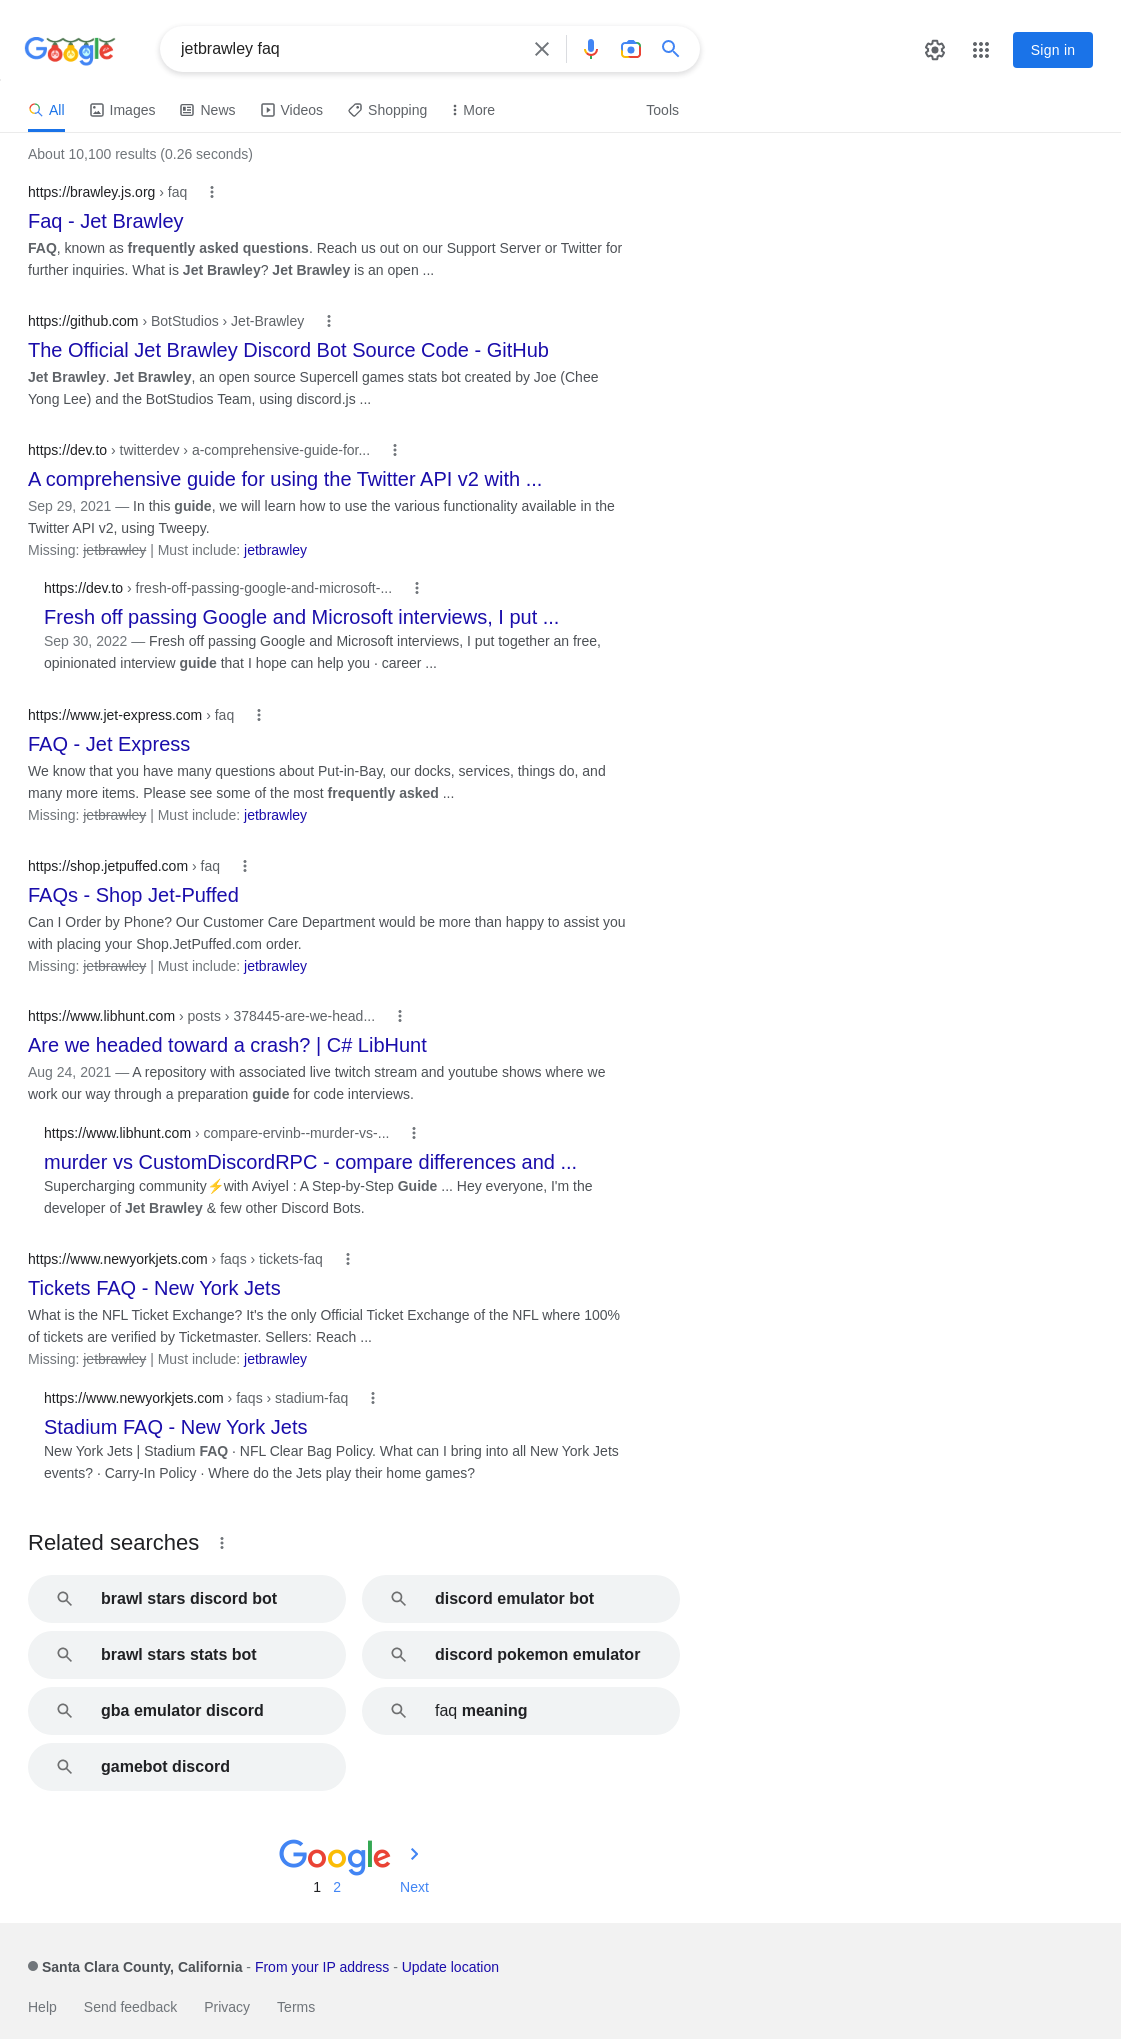 Google
jetbrawley faq
Sign in
All Images News Videos Shopping More Tools
About 10,100 results (0.26 seconds)
https://brawley.js.org › faq
Faq - Jet Brawley
FAQ, known as frequently asked questions. Reach us out on our Support Server or Twitter for
further inquiries. What is Jet Brawley? Jet Brawley is an open ...
https://github.com › BotStudios › Jet-Brawley
The Official Jet Brawley Discord Bot Source Code - GitHub
Jet Brawley. Jet Brawley, an open source Supercell games stats bot created by Joe (Chee
Yong Lee) and the BotStudios Team, using discord.js ...
https://dev.to › twitterdev › a-comprehensive-guide-for...
A comprehensive guide for using the Twitter API v2 with ...
Sep 29, 2021 — In this guide, we will learn how to use the various functionality available in the
Twitter API v2, using Tweepy.
Missing: jetbrawley | Must include: jetbrawley
https://dev.to › fresh-off-passing-google-and-microsoft-...
Fresh off passing Google and Microsoft interviews, I put ...
Sep 30, 2022 — Fresh off passing Google and Microsoft interviews, I put together an free,
opinionated interview guide that I hope can help you · career ...
https://www.jet-express.com › faq
FAQ - Jet Express
We know that you have many questions about Put-in-Bay, our docks, services, things do, and
many more items. Please see some of the most frequently asked ...
Missing: jetbrawley | Must include: jetbrawley
https://shop.jetpuffed.com › faq
FAQs - Shop Jet-Puffed
Can I Order by Phone? Our Customer Care Department would be more than happy to assist you
with placing your Shop.JetPuffed.com order.
Missing: jetbrawley | Must include: jetbrawley
https://www.libhunt.com › posts › 378445-are-we-head...
Are we headed toward a crash? | C# LibHunt
Aug 24, 2021 — A repository with associated live twitch stream and youtube shows where we
work our way through a preparation guide for code interviews.
https://www.libhunt.com › compare-ervinb--murder-vs-...
murder vs CustomDiscordRPC - compare differences and ...
Supercharging community⚡with Aviyel : A Step-by-Step Guide ... Hey everyone, I'm the
developer of Jet Brawley & few other Discord Bots.
https://www.newyorkjets.com › faqs › tickets-faq
Tickets FAQ - New York Jets
What is the NFL Ticket Exchange? It's the only Official Ticket Exchange of the NFL where 100%
of tickets are verified by Ticketmaster. Sellers: Reach ...
Missing: jetbrawley | Must include: jetbrawley
https://www.newyorkjets.com › faqs › stadium-faq
Stadium FAQ - New York Jets
New York Jets | Stadium FAQ · NFL Clear Bag Policy. What can I bring into all New York Jets
events? · Carry-In Policy · Where do the Jets play their home games?
Related searches
brawl stars discord bot
discord emulator bot
brawl stars stats bot
discord pokemon emulator
gba emulator discord
faq meaning
gamebot discord
Google
1 2 Next
Santa Clara County, California - From your IP address - Update location
Help Send feedback Privacy Terms